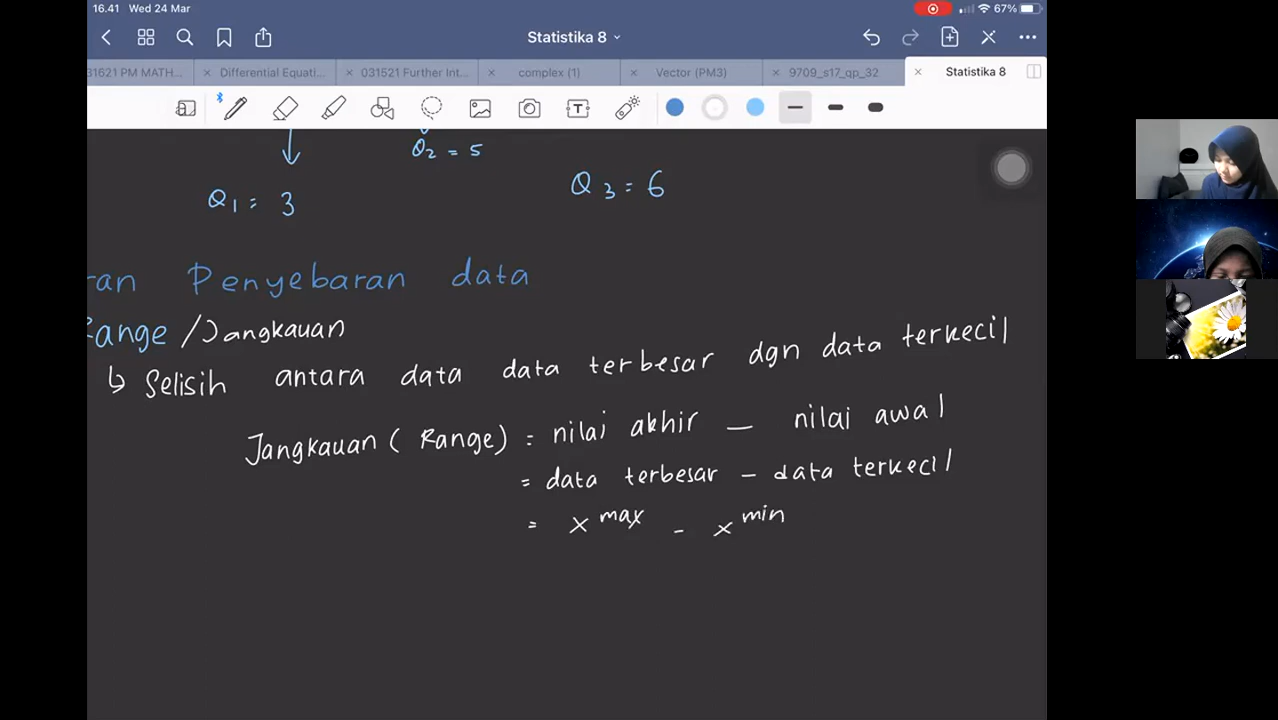 16.41 Wed 24 Mar
67%
Statistika 8
31621 PM MATH...
Differential Equati...
031521 Further Int...
complex (1)
Vector (PM3)
9709_s17_qp_32
Statistika 8
Q2 = 5
Q3 = 6
Q1 = 3
ran Penyebaran data
Range / Jangkauan
↳ Selisih antara data data terbesar dgn data terkecil
Jangkauan ( Range) = nilai akhir — nilai awal
= data terbesar - data terkecil
= x max - x min